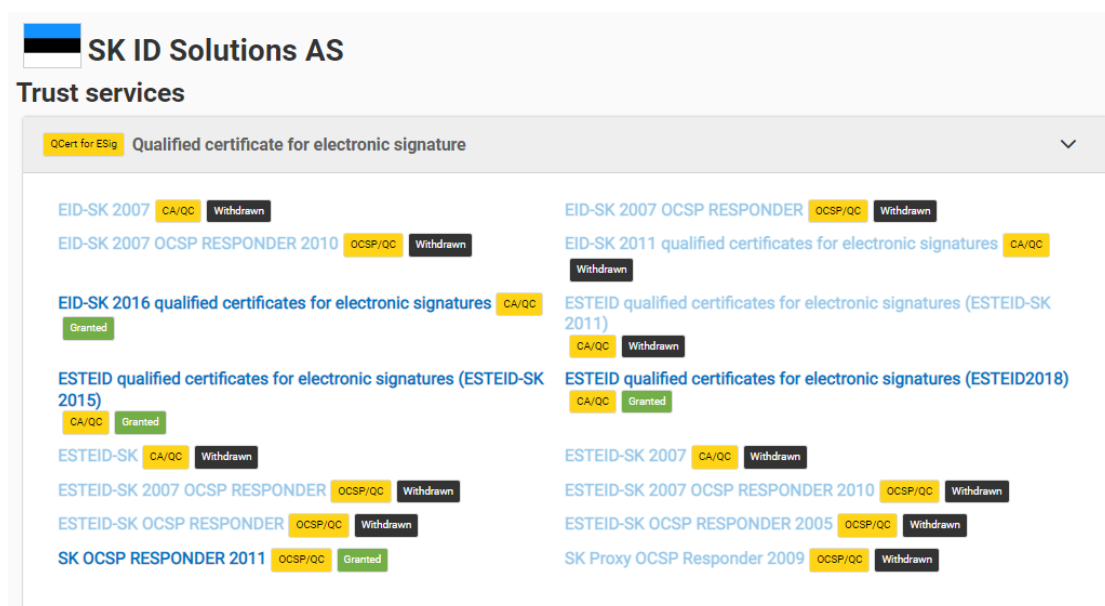 SK ID Solutions AS
Trust services
QCert for ESig Qualified certificate for electronic signature
EID-SK 2007 CA/QC Withdrawn
EID-SK 2007 OCSP RESPONDER OCSP/QC Withdrawn
EID-SK 2007 OCSP RESPONDER 2010 OCSP/QC Withdrawn
EID-SK 2011 qualified certificates for electronic signatures CA/QC
Withdrawn
EID-SK 2016 qualified certificates for electronic signatures CA/QC
Granted
ESTEID qualified certificates for electronic signatures (ESTEID-SK
2011)
CA/QC Withdrawn
ESTEID qualified certificates for electronic signatures (ESTEID-SK
2015)
CA/QC Granted
ESTEID qualified certificates for electronic signatures (ESTEID2018)
CA/QC Granted
ESTEID-SK CA/QC Withdrawn
ESTEID-SK 2007 CA/QC Withdrawn
ESTEID-SK 2007 OCSP RESPONDER OCSP/QC Withdrawn
ESTEID-SK 2007 OCSP RESPONDER 2010 OCSP/QC Withdrawn
ESTEID-SK OCSP RESPONDER OCSP/QC Withdrawn
ESTEID-SK OCSP RESPONDER 2005 OCSP/QC Withdrawn
SK OCSP RESPONDER 2011 OCSP/QC Granted
SK Proxy OCSP Responder 2009 OCSP/QC Withdrawn